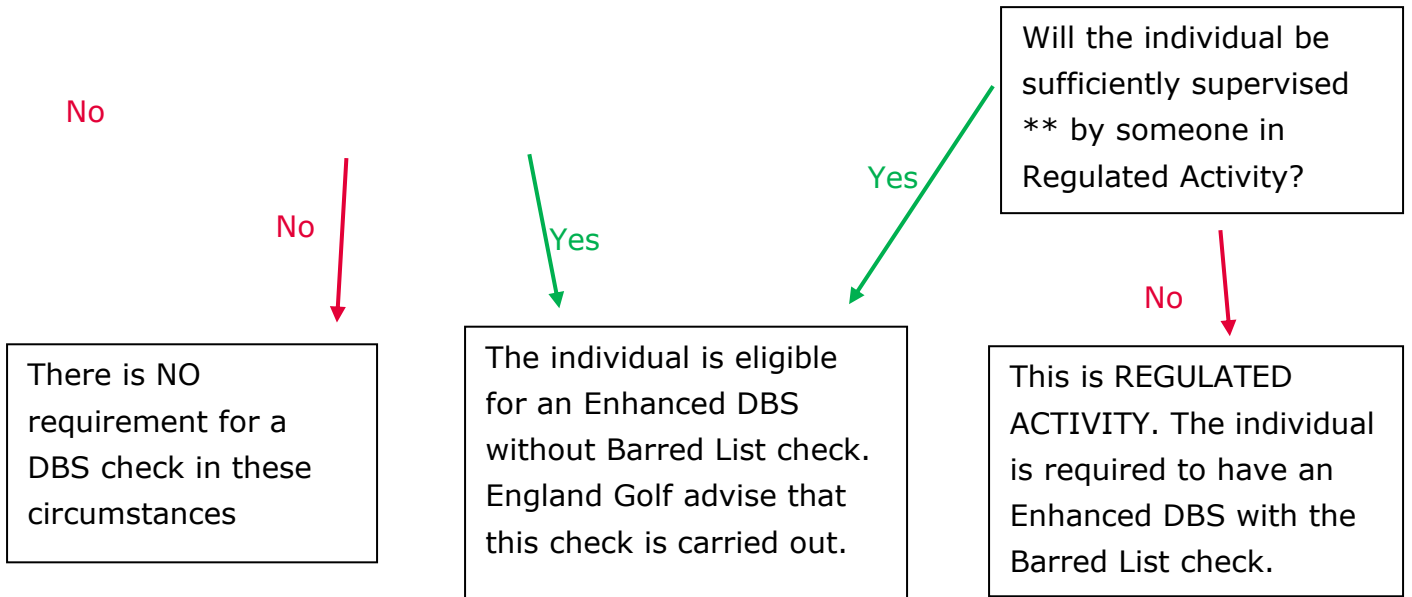 Will the individual be
sufficiently supervised
** by someone in
Regulated Activity?
No
Yes
No
Yes
No
There is NO
requirement for a
DBS check in these
circumstances
The individual is eligible
for an Enhanced DBS
without Barred List check.
England Golf advise that
this check is carried out.
This is REGULATED
ACTIVITY. The individual
is required to have an
Enhanced DBS with the
Barred List check.